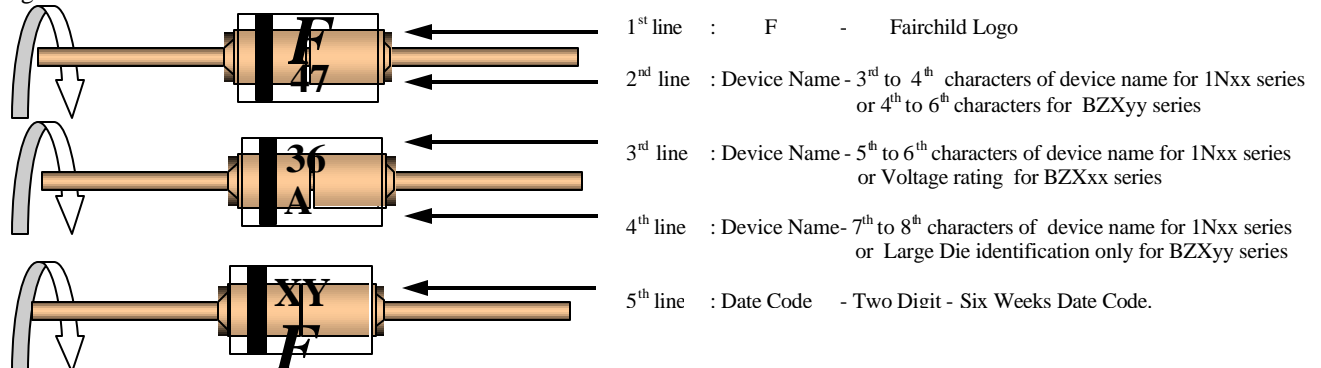 F
47
36
A
XY
F
1st line : F - Fairchild Logo
2nd line : Device Name - 3rd to 4th characters of device name for 1Nxx series
or 4th to 6th characters for BZXyy series
3rd line : Device Name - 5th to 6th characters of device name for 1Nxx series
or Voltage rating for BZXxx series
4th line : Device Name- 7th to 8th characters of device name for 1Nxx series
or Large Die identification only for BZXyy series
5th line : Date Code - Two Digit - Six Weeks Date Code.